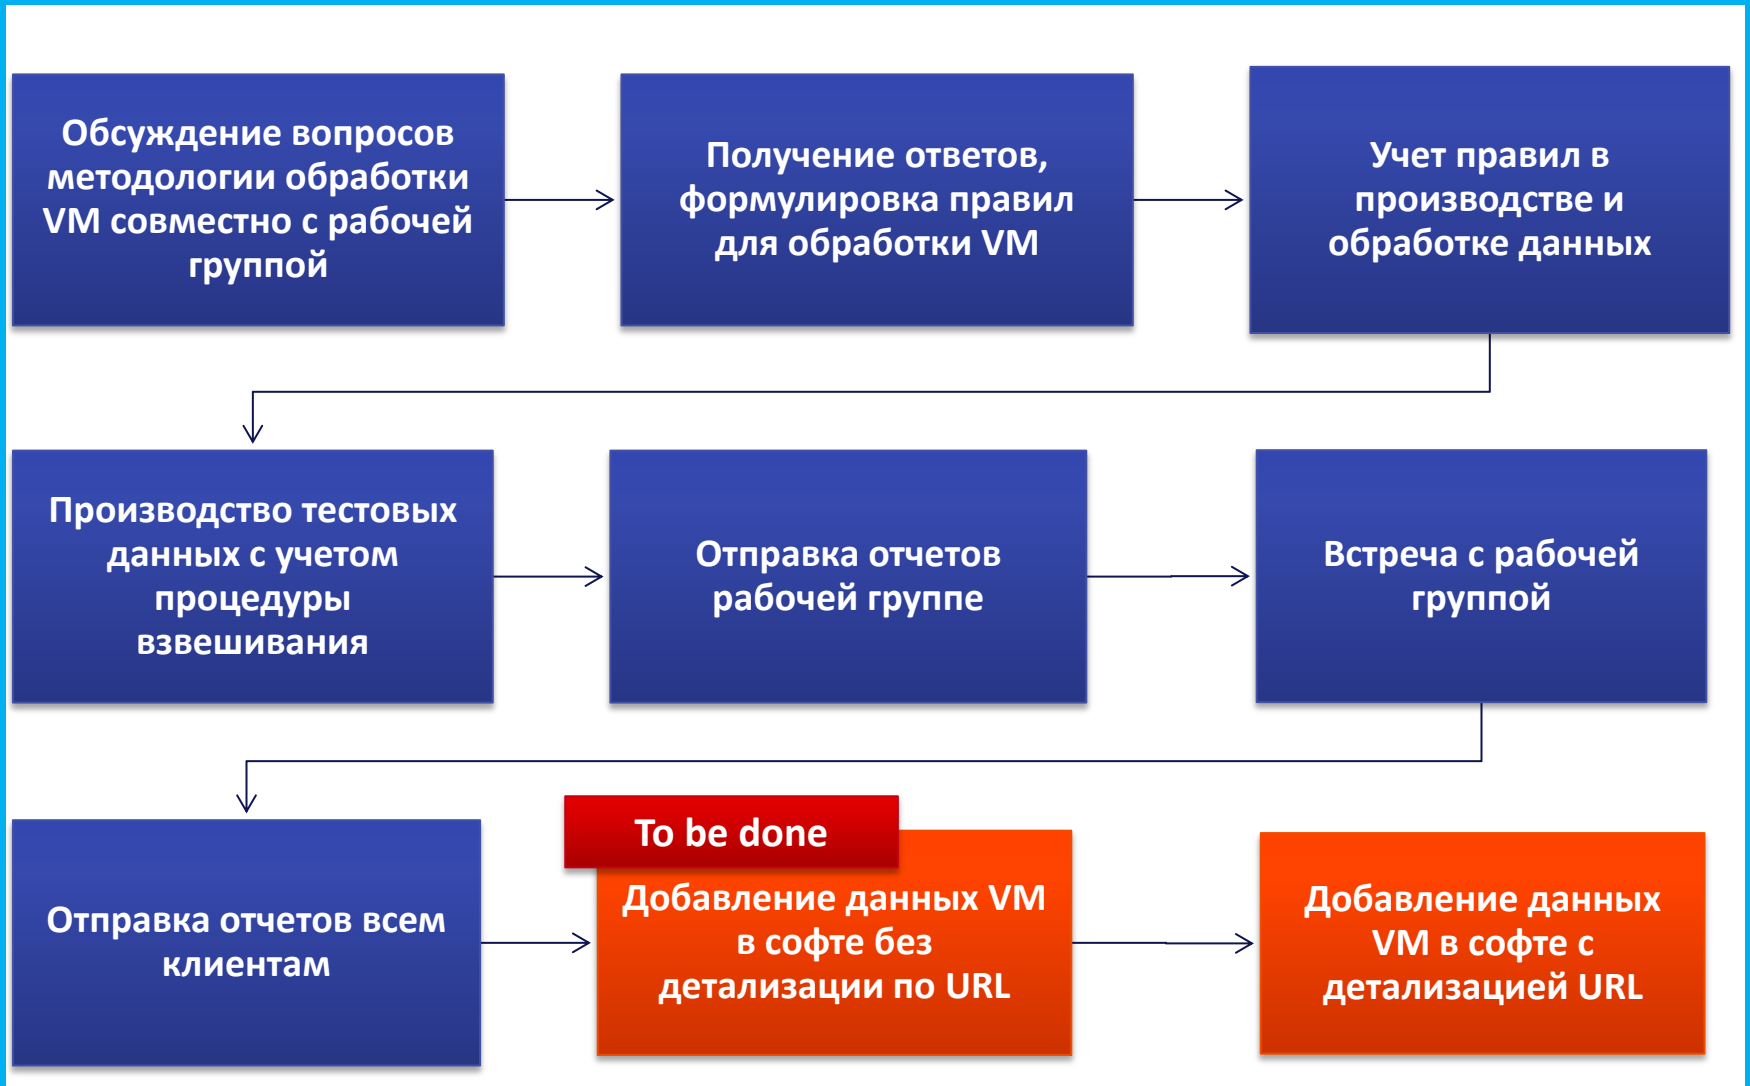 Обсуждение вопросов
методологии обработки
VM совместно с рабочей
группой
Получение ответов,
формулировка правил
для обработки VM
Учет правил в
производстве и
обработке данных
Производство тестовых
данных с учетом
процедуры
взвешивания
Отправка отчетов
рабочей группе
Встреча с рабочей
группой
Отправка отчетов всем
клиентам
To be done
Добавление данных VM
в софте без
детализации по URL
Добавление данных
VM в софте с
детализацией URL